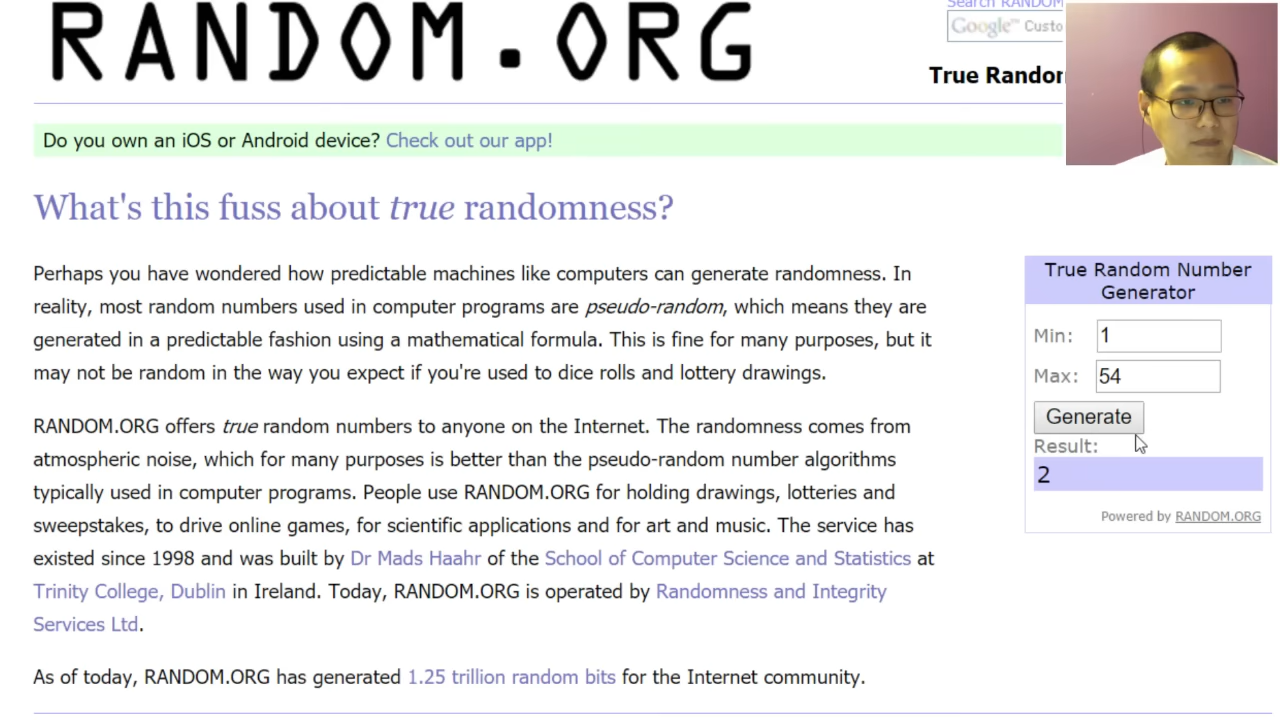 RANDOM.ORG
Search RANDOM
Google™ Custo
True Random
Do you own an iOS or Android device? Check out our app!
What's this fuss about true randomness?
Perhaps you have wondered how predictable machines like computers can generate randomness. In
reality, most random numbers used in computer programs are pseudo-random, which means they are
generated in a predictable fashion using a mathematical formula. This is fine for many purposes, but it
may not be random in the way you expect if you're used to dice rolls and lottery drawings.
RANDOM.ORG offers true random numbers to anyone on the Internet. The randomness comes from
atmospheric noise, which for many purposes is better than the pseudo-random number algorithms
typically used in computer programs. People use RANDOM.ORG for holding drawings, lotteries and
sweepstakes, to drive online games, for scientific applications and for art and music. The service has
existed since 1998 and was built by Dr Mads Haahr of the School of Computer Science and Statistics at
Trinity College, Dublin in Ireland. Today, RANDOM.ORG is operated by Randomness and Integrity
Services Ltd.
As of today, RANDOM.ORG has generated 1.25 trillion random bits for the Internet community.
True Random Number
Generator
Min: 1
Max: 54
Generate
Result:
2
Powered by RANDOM.ORG